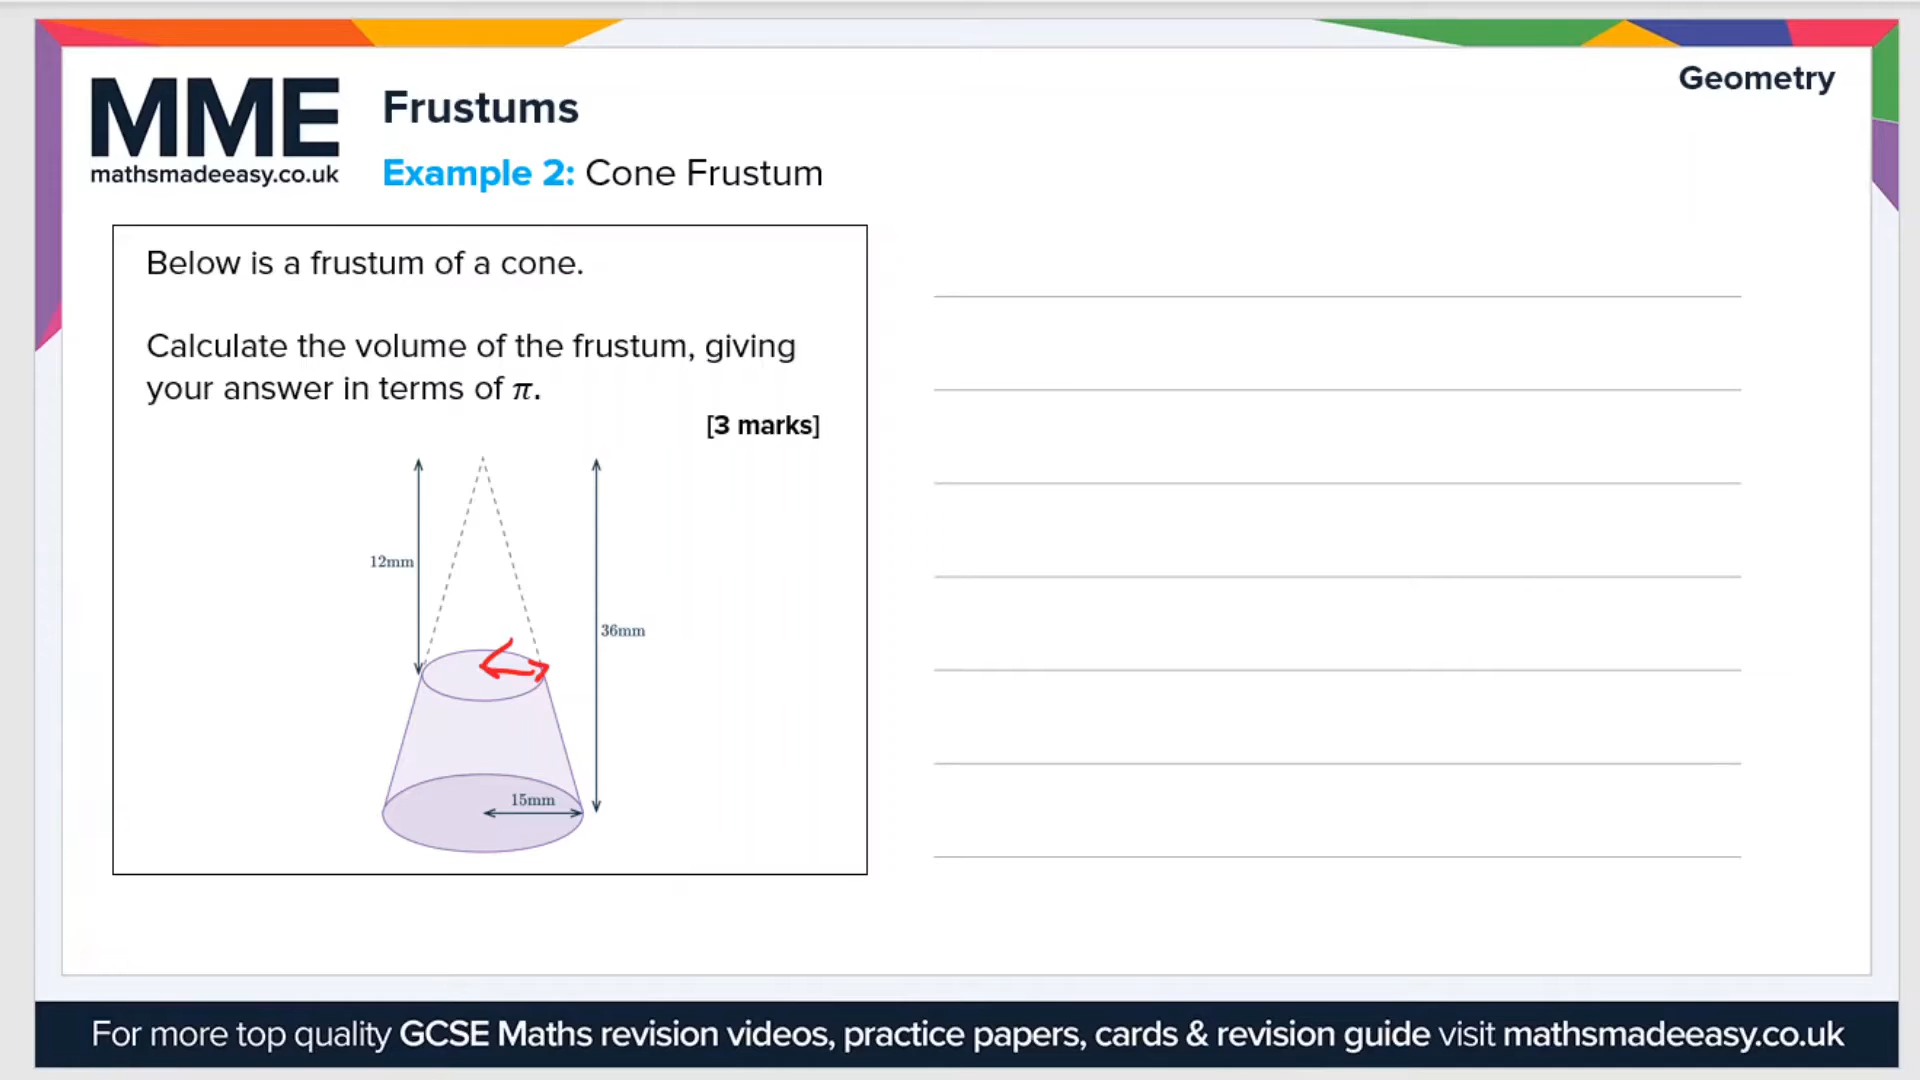 MME
mathsmadeeasy.co.uk
Frustums
Example 2: Cone Frustum
Geometry
Below is a frustum of a cone.
Calculate the volume of the frustum, giving
your answer in terms of π.
[3 marks]
12mm
36mm
15mm
For more top quality GCSE Maths revision videos, practice papers, cards & revision guide visit mathsmadeeasy.co.uk